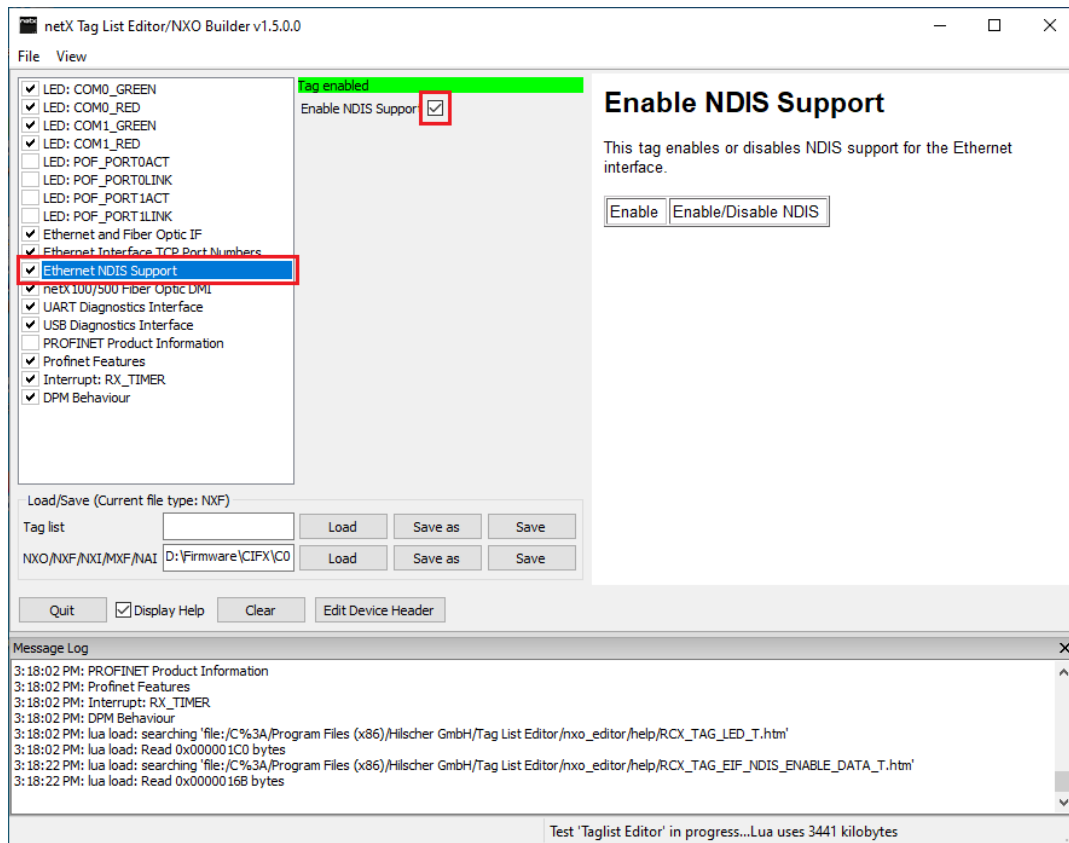 netX Tag List Editor/NXO Builder v1.5.0.0
File View
LED: COM0_GREEN
LED: COM0_RED
LED: COM1_GREEN
LED: COM1_RED
LED: POF_PORT0ACT
LED: POF_PORT0LINK
LED: POF_PORT1ACT
LED: POF_PORT1LINK
Ethernet and Fiber Optic IF
Ethernet Interface TCP Port Numbers
Ethernet NDIS Support
netX100/500 Fiber Optic DMI
UART Diagnostics Interface
USB Diagnostics Interface
PROFINET Product Information
Profinet Features
Interrupt: RX_TIMER
DPM Behaviour
Tag enabled
Enable NDIS Support
Enable NDIS Support
This tag enables or disables NDIS support for the Ethernet
interface.
Enable Enable/Disable NDIS
Load/Save (Current file type: NXF)
Tag list Load Save as Save
NXO/NXF/NXI/MXF/NAI D:\Firmware\CIFX\C0 Load Save as Save
Quit Display Help Clear Edit Device Header
Message Log
3:18:02 PM: PROFINET Product Information
3:18:02 PM: Profinet Features
3:18:02 PM: Interrupt: RX_TIMER
3:18:02 PM: DPM Behaviour
3:18:02 PM: lua load: searching 'file:/C%3A/Program Files (x86)/Hilscher GmbH/Tag List Editor/nxo_editor/help/RCX_TAG_LED_T.htm'
3:18:02 PM: lua load: Read 0x000001C0 bytes
3:18:22 PM: lua load: searching 'file:/C%3A/Program Files (x86)/Hilscher GmbH/Tag List Editor/nxo_editor/help/RCX_TAG_EIF_NDIS_ENABLE_DATA_T.htm'
3:18:22 PM: lua load: Read 0x0000016B bytes
Test 'Taglist Editor' in progress...Lua uses 3441 kilobytes